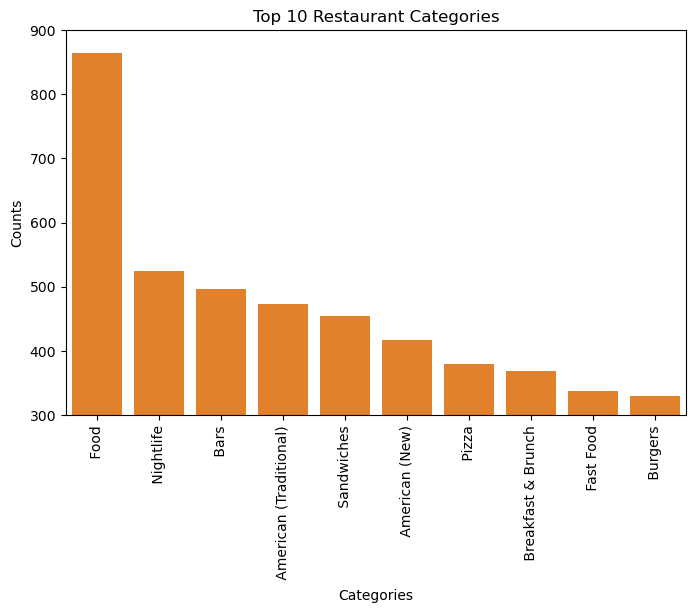 Top 10 Restaurant Categories
900
800
700
600
500
400
300
Counts
Food
Nightlife
Bars
American (Traditional)
Sandwiches
American (New)
Pizza
Breakfast & Brunch
Fast Food
Burgers
Categories